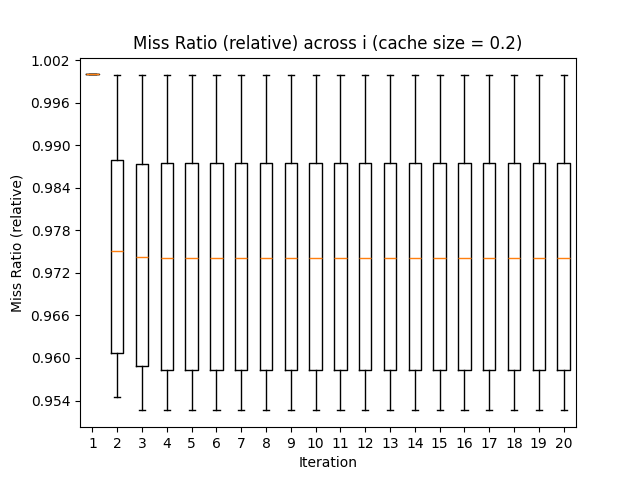 Miss Ratio (relative) across i (cache size = 0.2)
1.002
0.996
0.990
0.984
0.978
0.972
0.966
0.960
0.954
Miss Ratio (relative)
1 2 3 4 5 6 7 8 9 10 11 12 13 14 15 16 17 18 19 20
Iteration